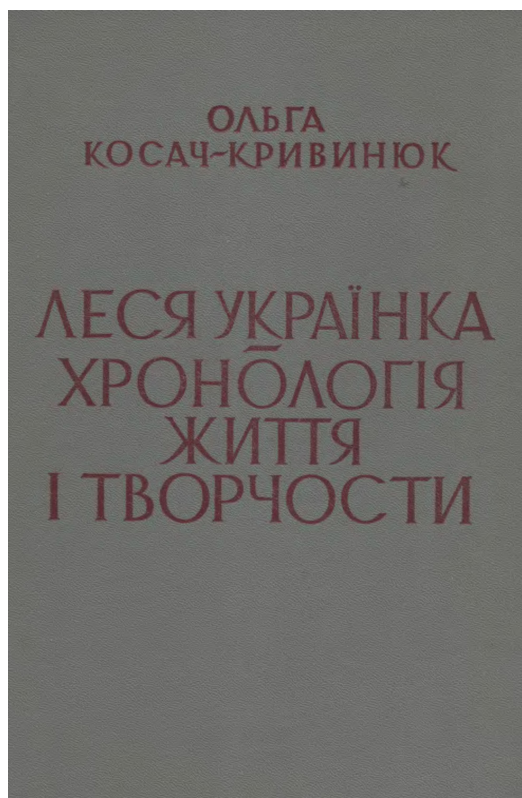 ОЛЬГА
КОСАЧ-КРИВИНЮК
ЛЕСЯ УКРАЇНКА
—
ХРОНОЛОГІЯ
ЖИТТЯ
І ТВОРЧОСТИ